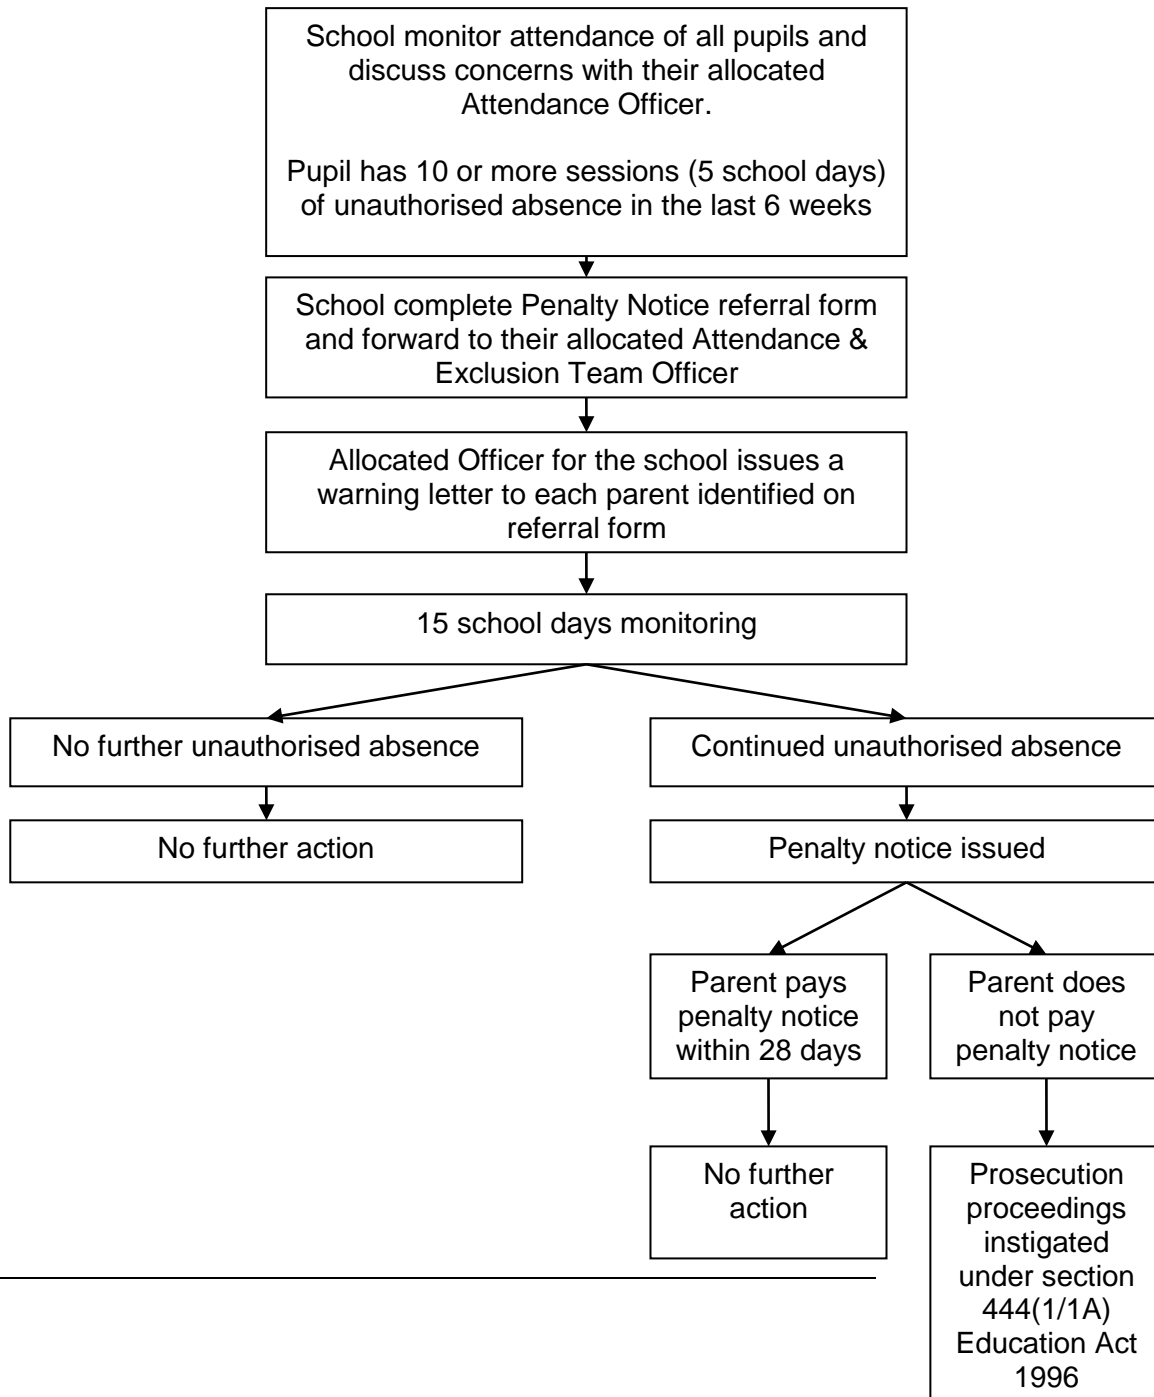 School monitor attendance of all pupils and
discuss concerns with their allocated
Attendance Officer.
Pupil has 10 or more sessions (5 school days)
of unauthorised absence in the last 6 weeks
School complete Penalty Notice referral form
and forward to their allocated Attendance &
Exclusion Team Officer
Allocated Officer for the school issues a
warning letter to each parent identified on
referral form
15 school days monitoring
No further unauthorised absence
Continued unauthorised absence
No further action
Penalty notice issued
Parent pays
penalty notice
within 28 days
Parent does
not pay
penalty notice
No further
action
Prosecution
proceedings
instigated
under section
444(1/1A)
Education Act
1996